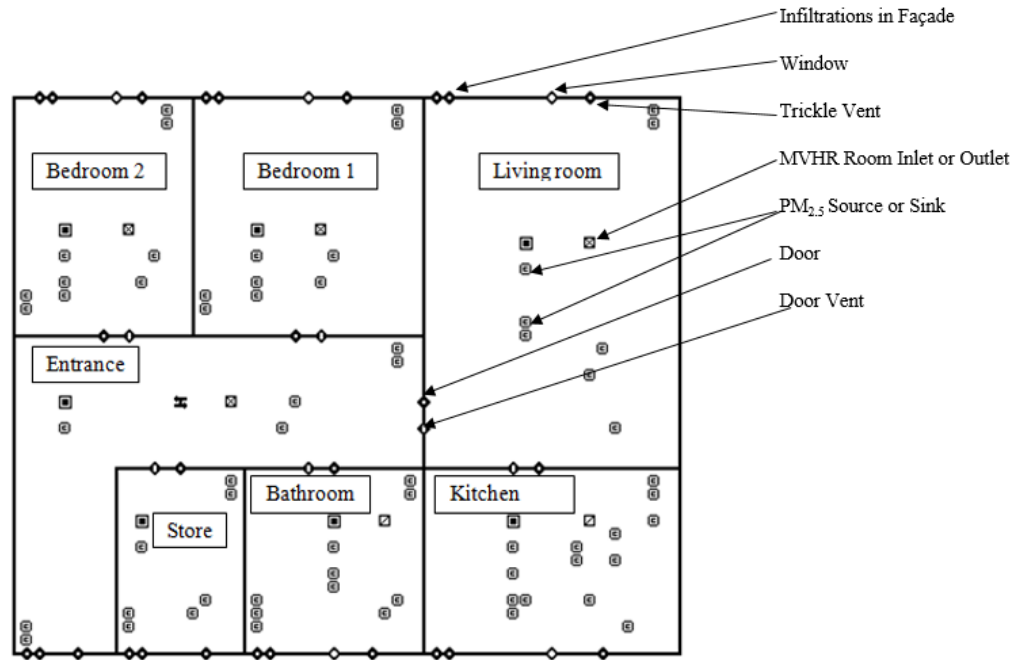 Infiltrations in Façade
Window
Trickle Vent
MVHR Room Inlet or Outlet
PM2.5 Source or Sink
Door
Door Vent
Bedroom 2
Bedroom 1
Living room
Entrance
Store
Bathroom
Kitchen